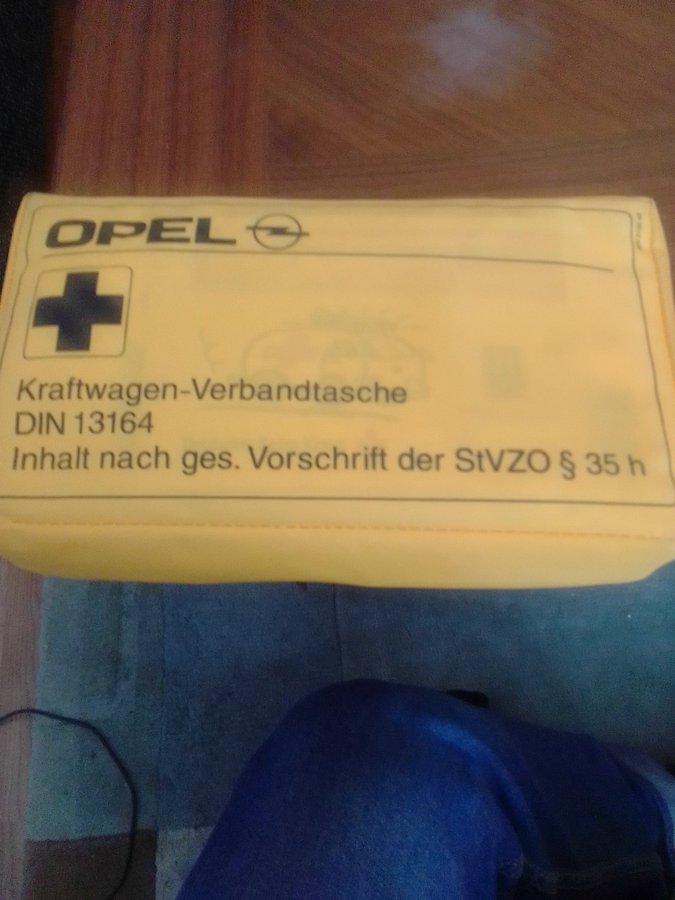 OPEL
Kraftwagen-Verbandtasche
DIN 13164
Inhalt nach ges. Vorschrift der StVZO § 35 h